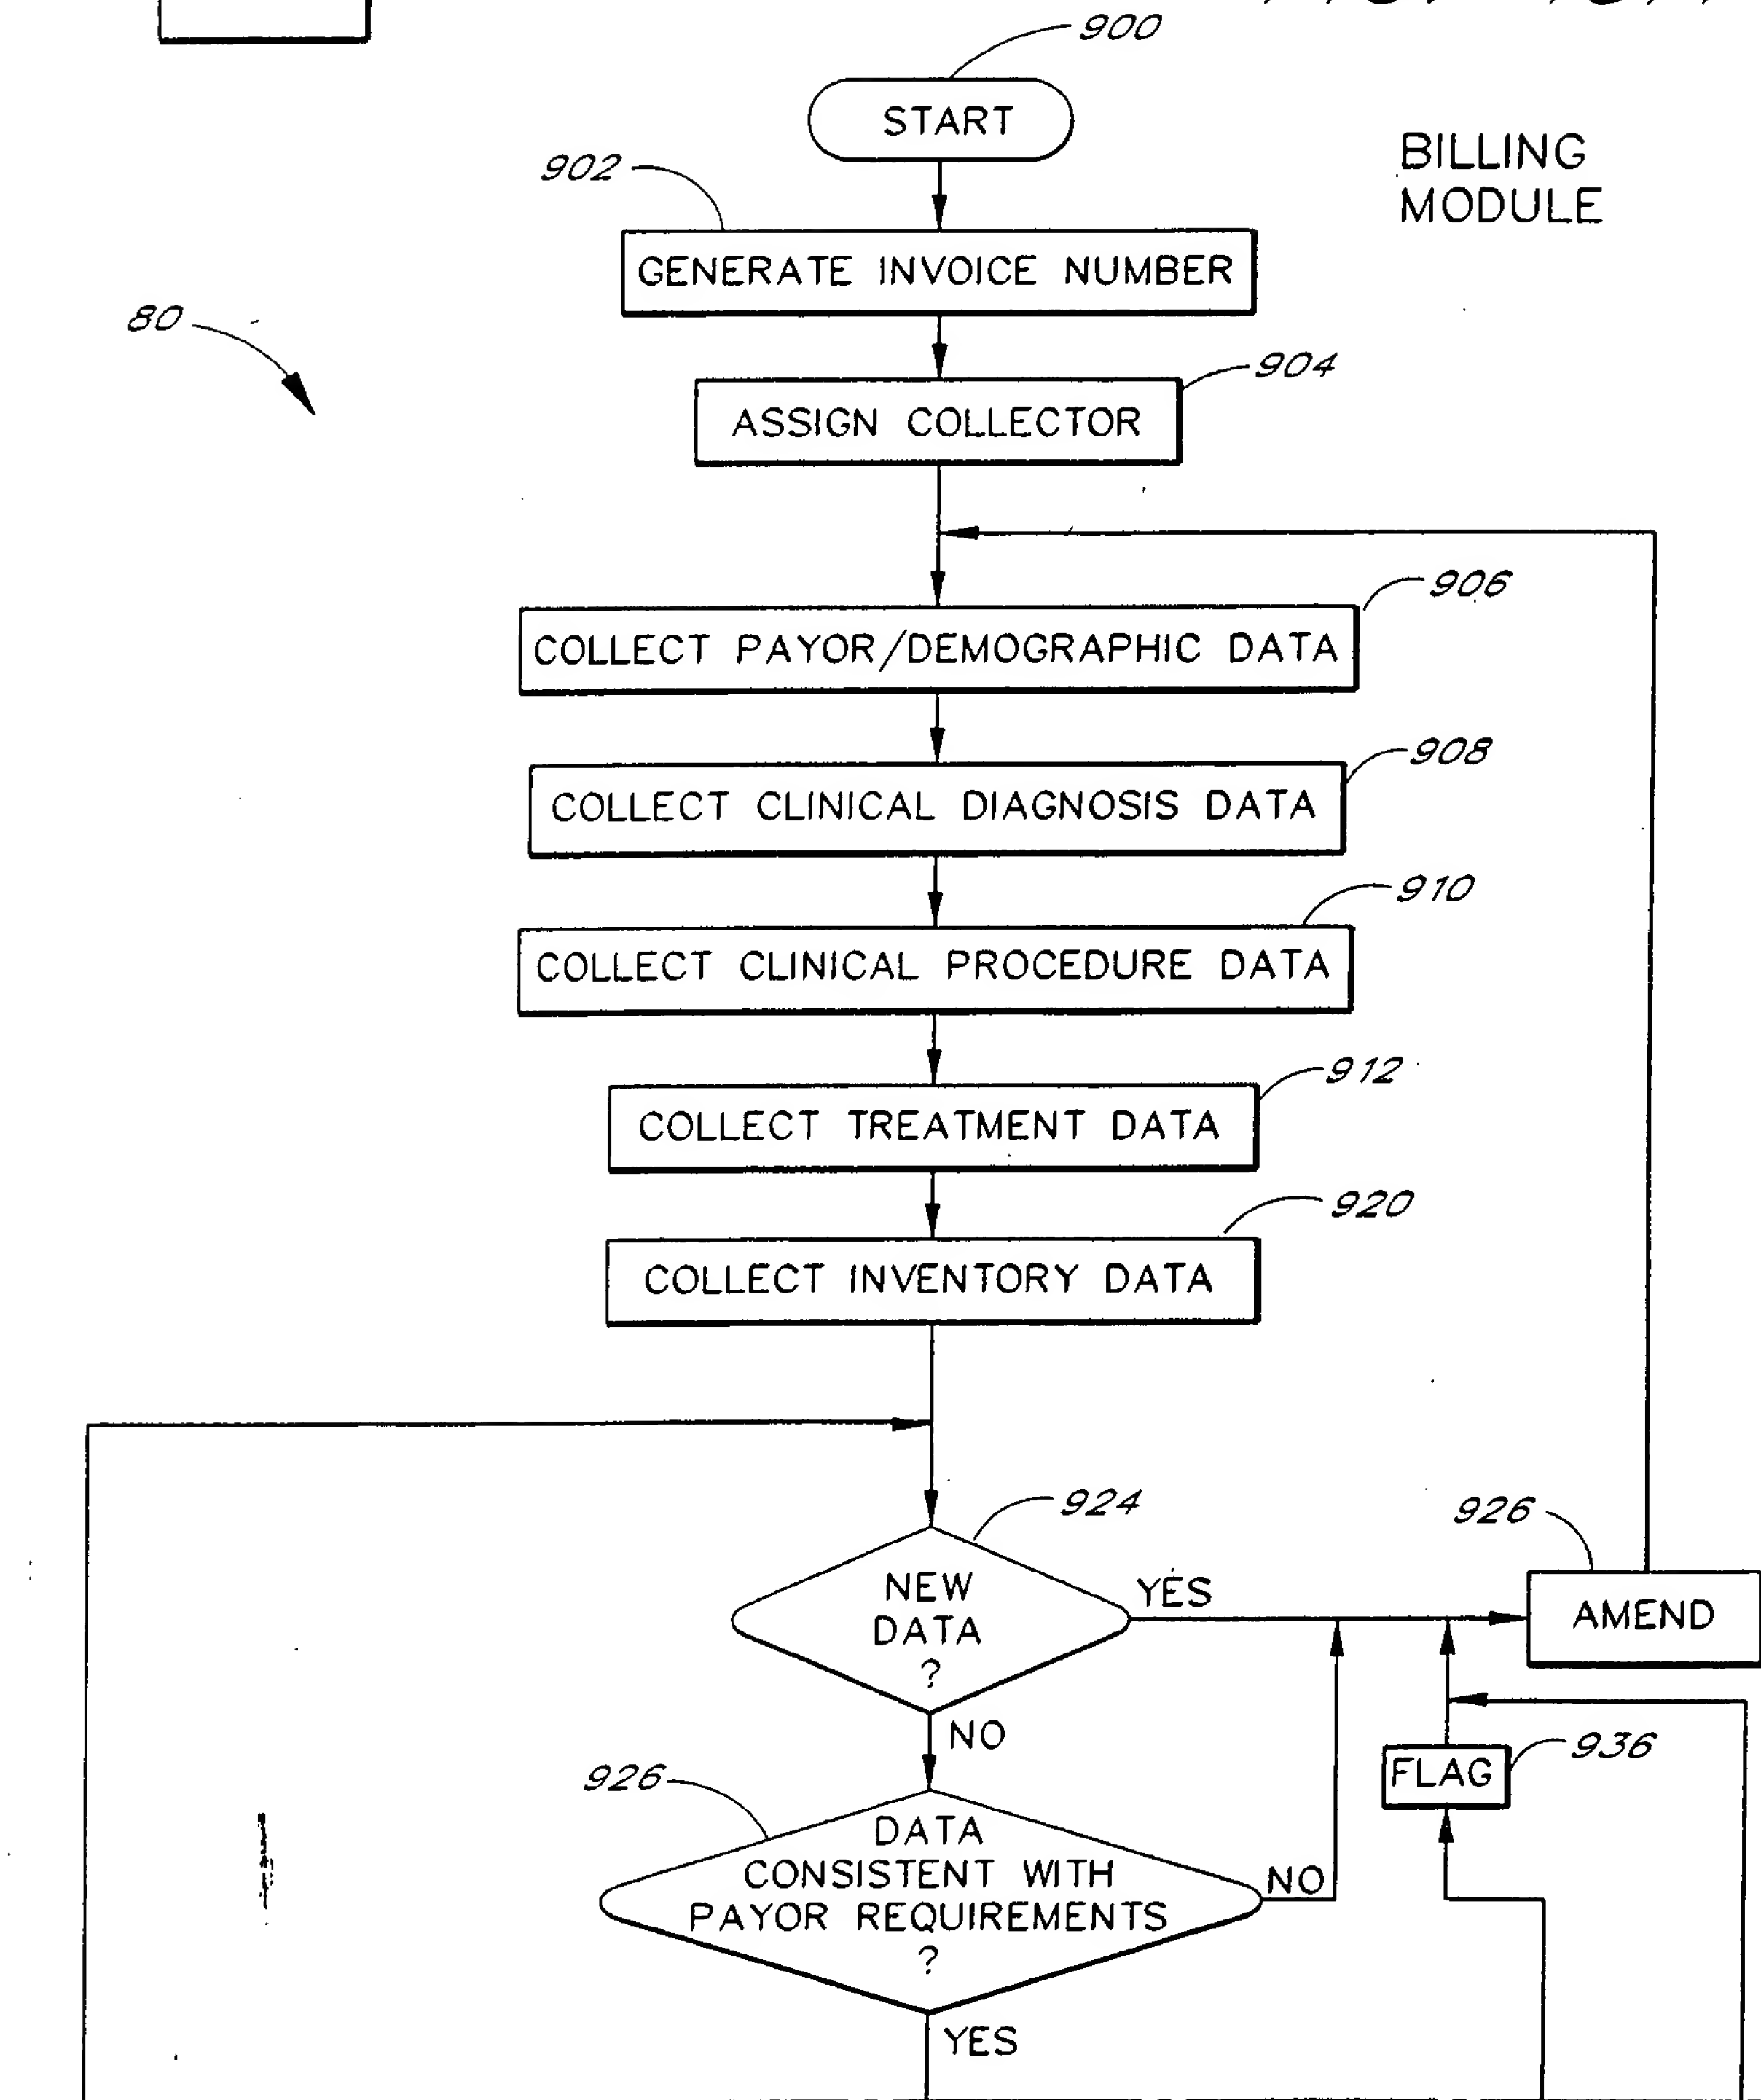 900
START
BILLING
MODULE
902
GENERATE INVOICE NUMBER
80
904
ASSIGN COLLECTOR
906
COLLECT PAYOR/DEMOGRAPHIC DATA
908
COLLECT CLINICAL DIAGNOSIS DATA
910
COLLECT CLINICAL PROCEDURE DATA
912
COLLECT TREATMENT DATA
920
COLLECT INVENTORY DATA
924
926
NEW
DATA
?
YES
AMEND
NO
936
FLAG
926
DATA
CONSISTENT WITH
PAYOR REQUIREMENTS
?
NO
YES